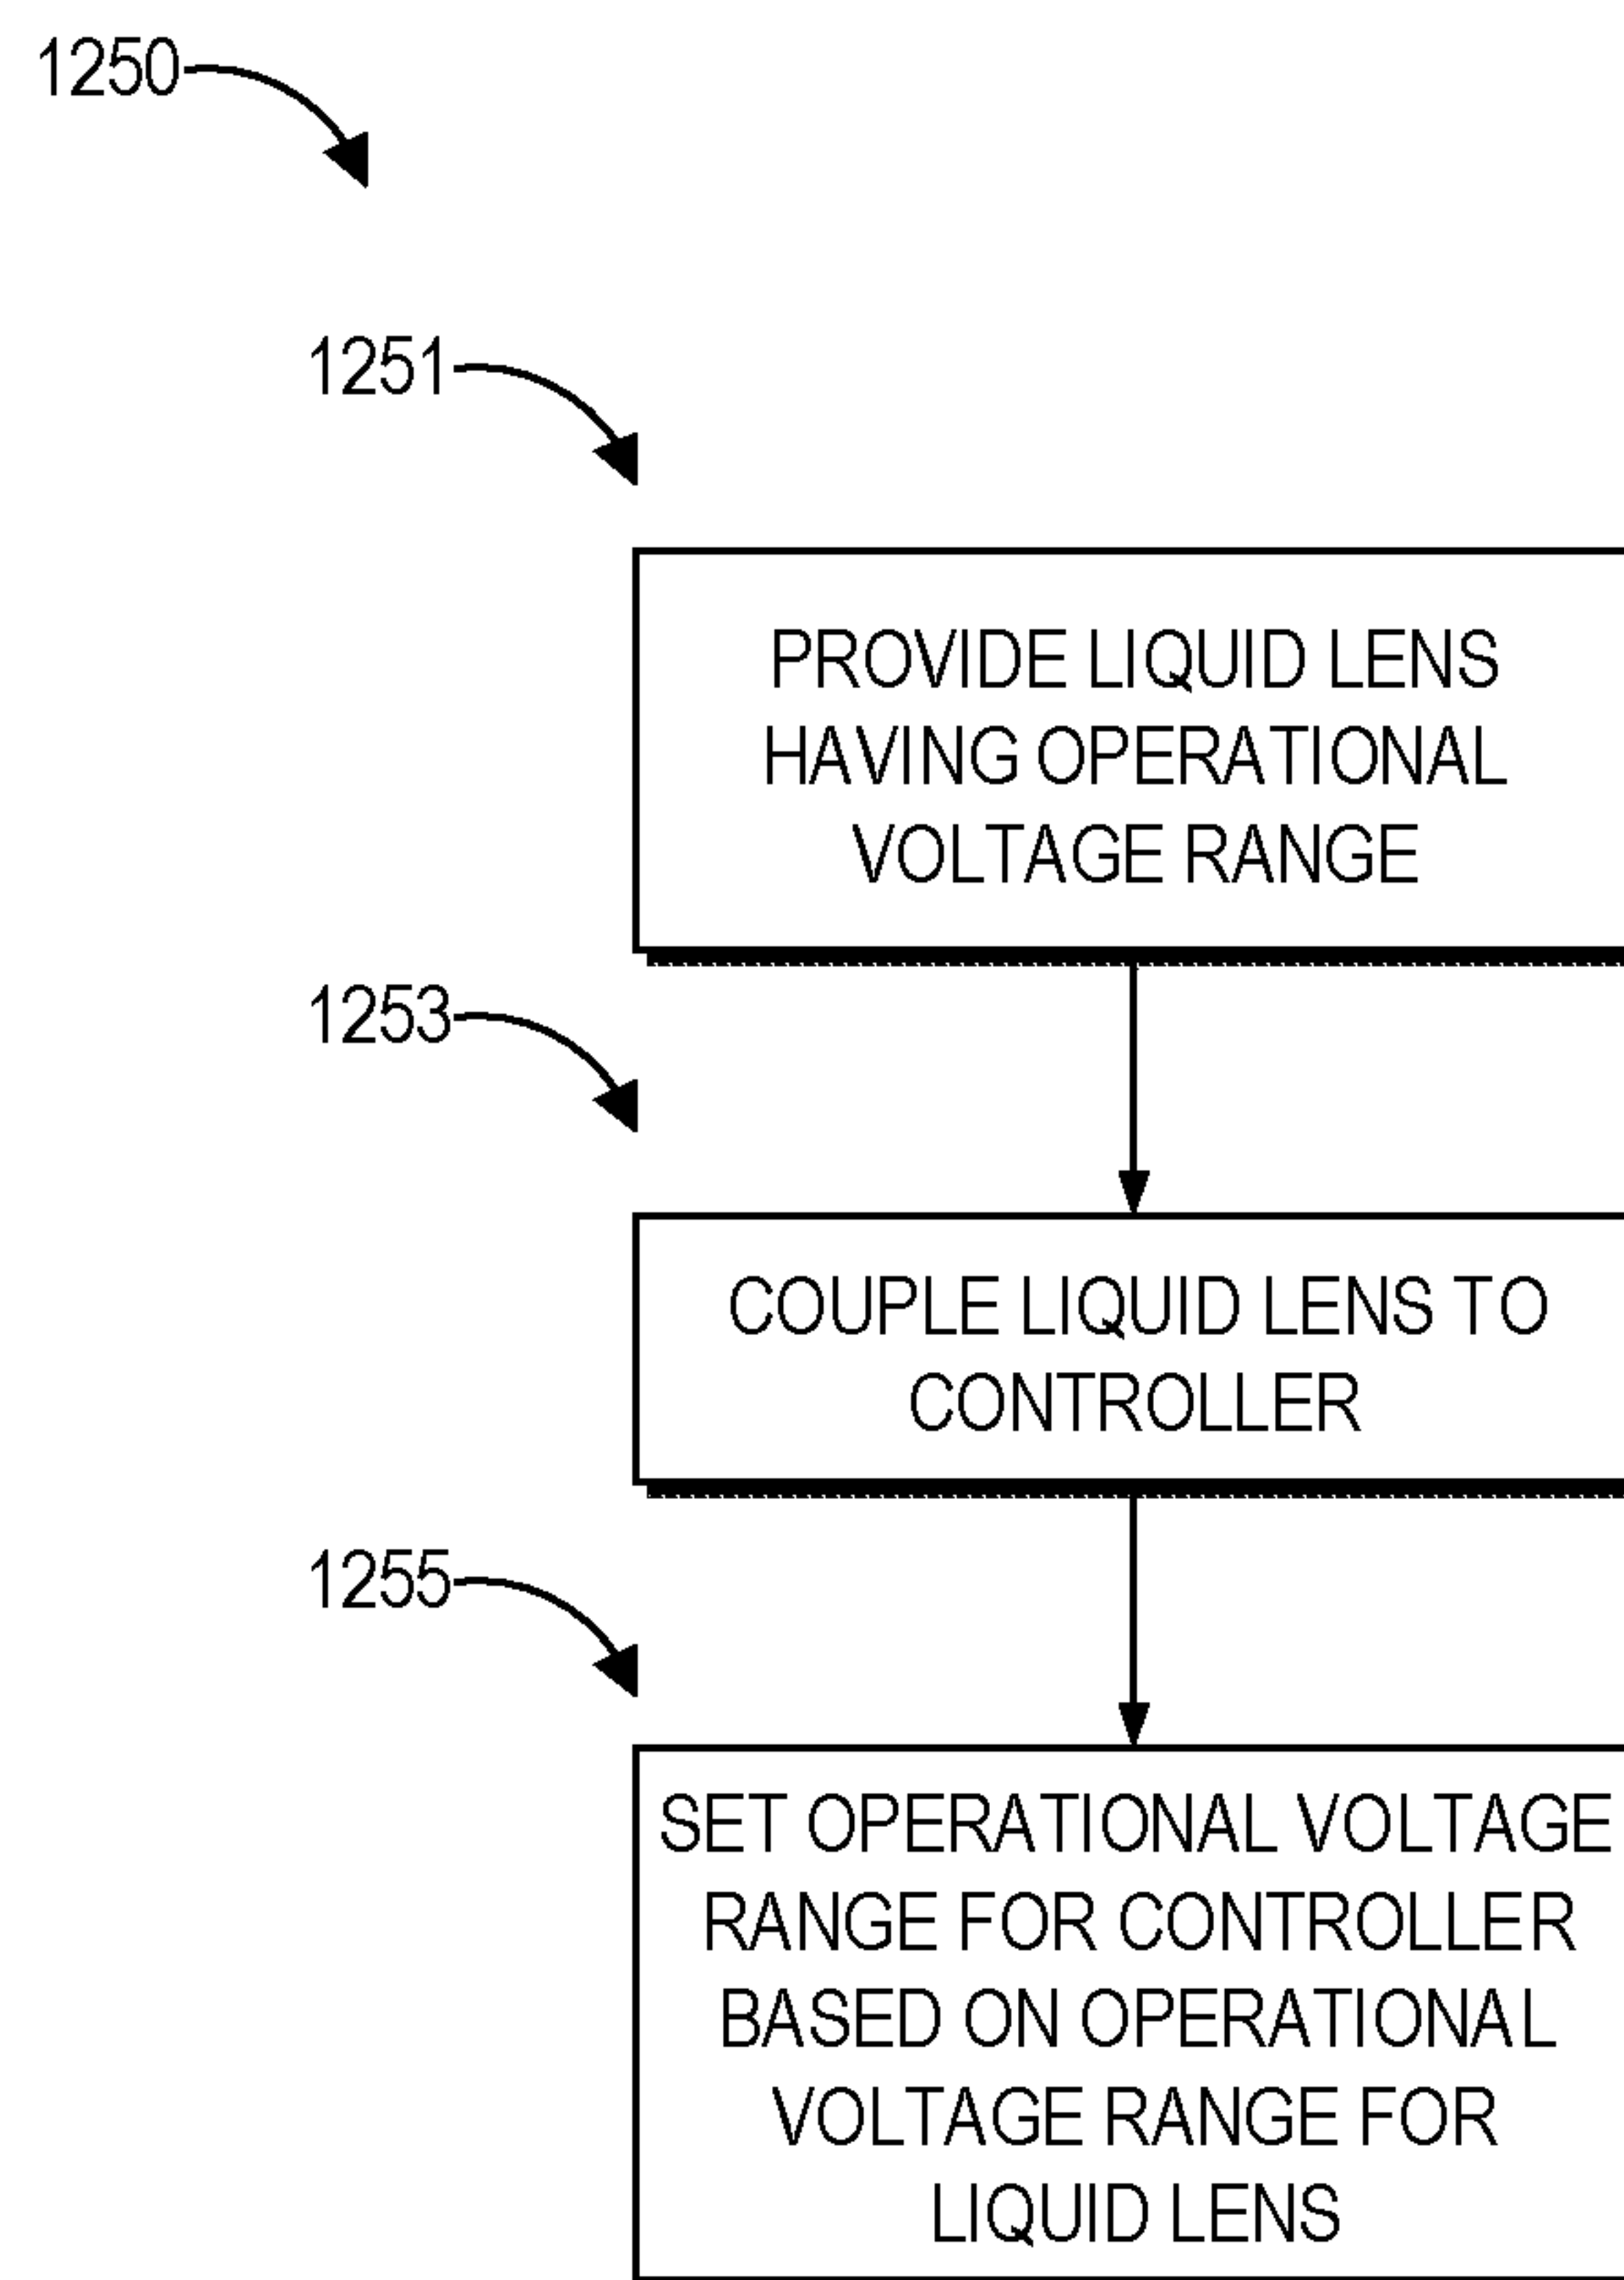 1250
1251
PROVIDE LIQUID LENS
HAVING OPERATIONAL
VOLTAGE RANGE
1253
COUPLE LIQUID LENS TO
CONTROLLER
1255
SET OPERATIONAL VOLTAGE
RANGE FOR CONTROLLER
BASED ON OPERATIONAL
VOLTAGE RANGE FOR
LIQUID LENS